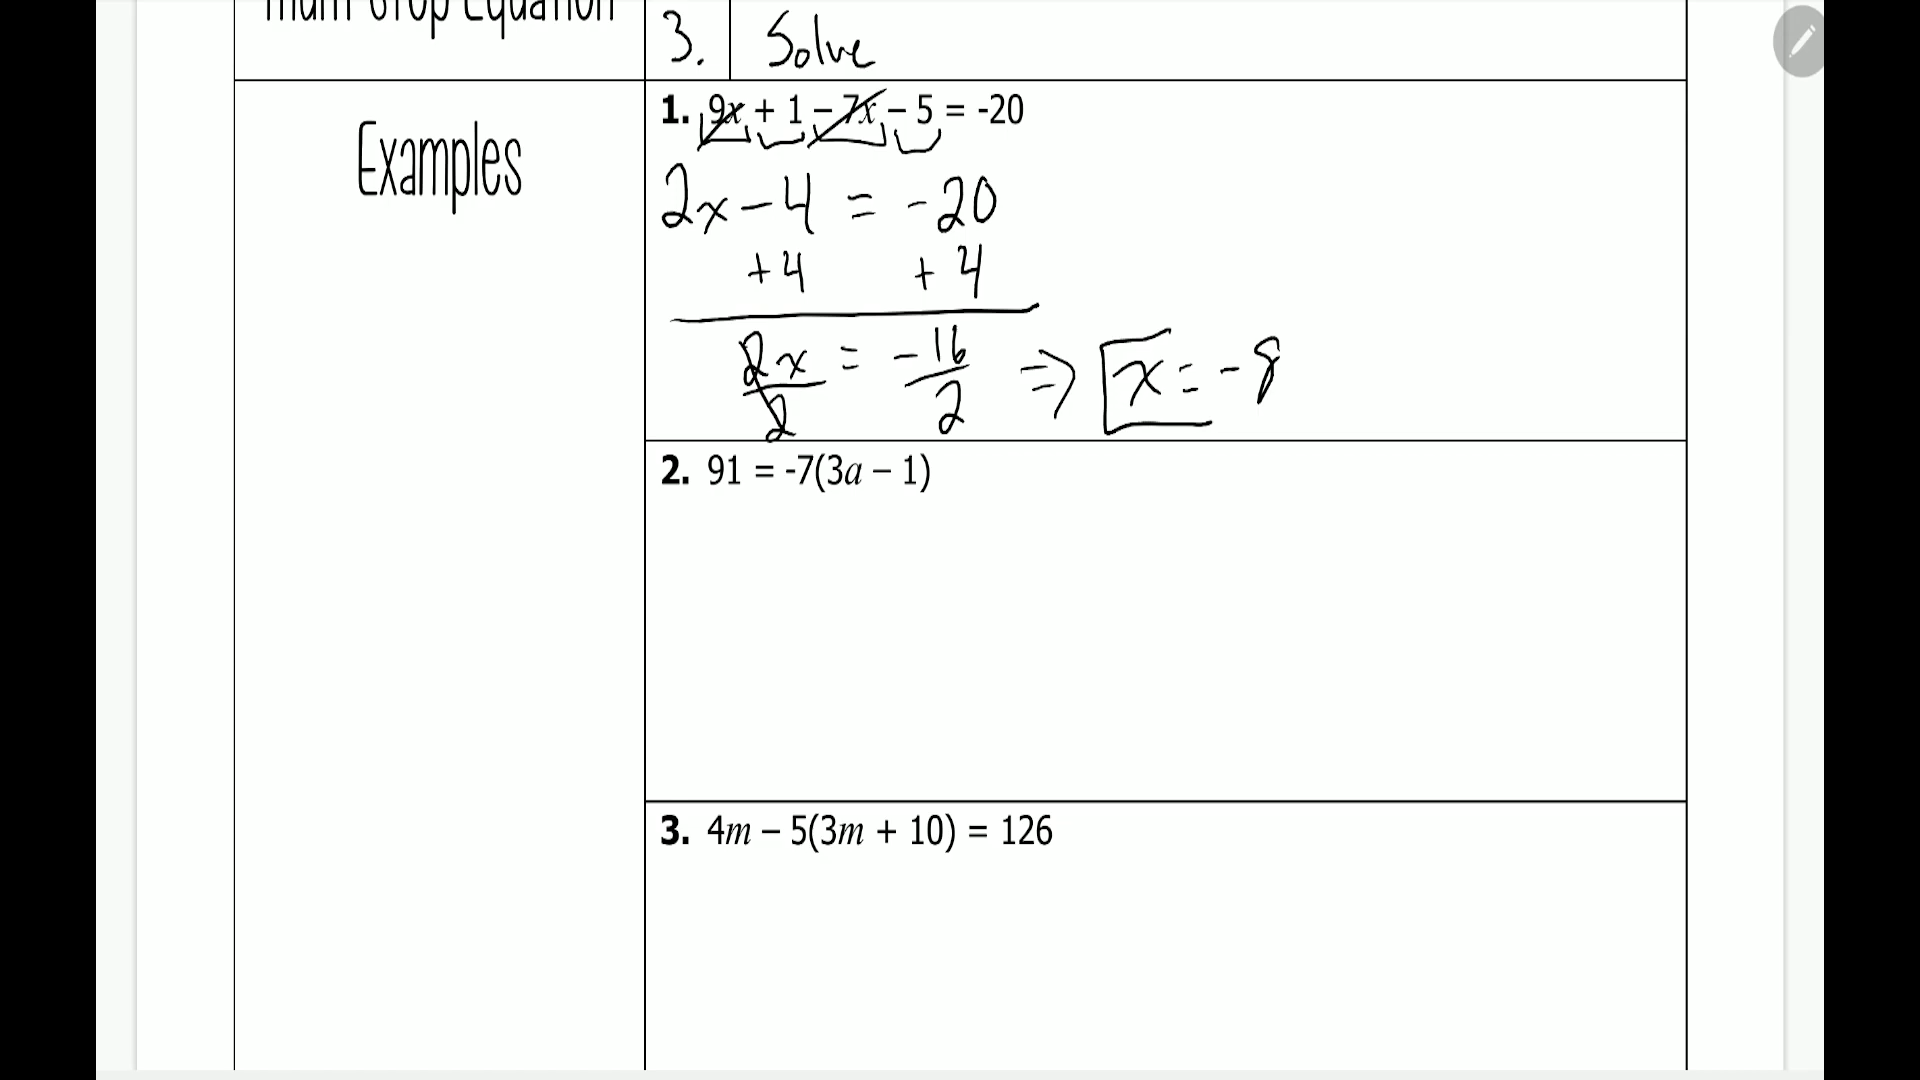 Equation
3. Solve
Examples
1. 9x + 1 – 7x – 5 = -20
2x – 4 = -20
+4 +4
2x/2 = -16/2 ⇒ x = -8
2. 91 = -7(3a – 1)
3. 4m – 5(3m + 10) = 126